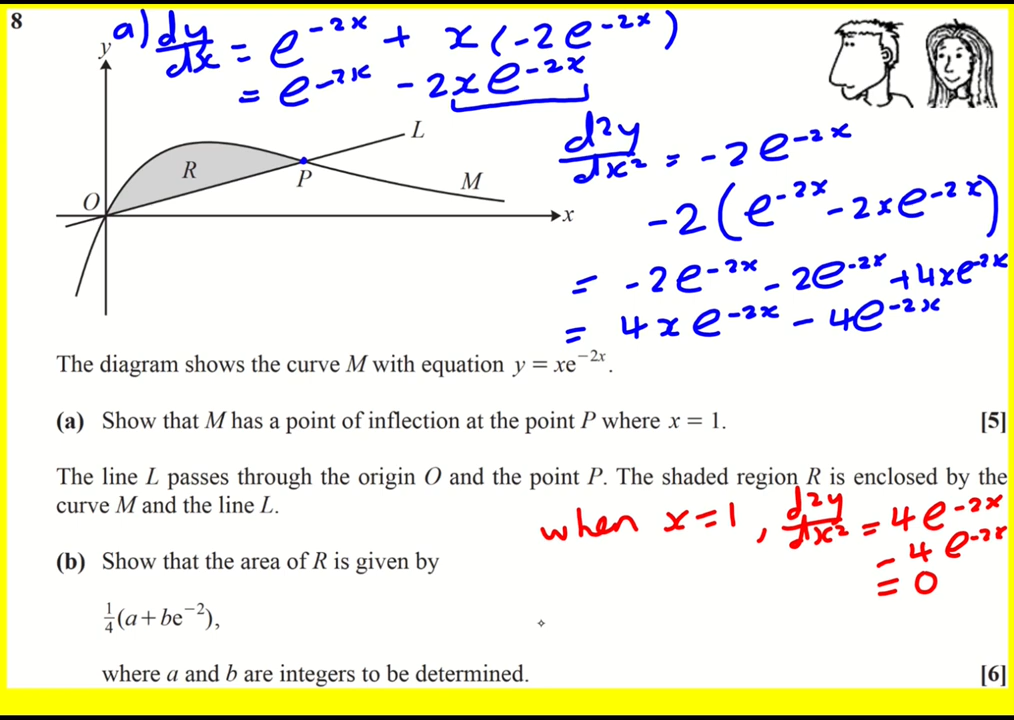 8
a) dy/dx = e^{-2x} + x(-2e^{-2x})
= e^{-2x} - 2xe^{-2x}
y
L
R
P
M
O
x
d²y/dx² = -2e^{-2x}
-2(e^{-2x} - 2xe^{-2x})
= -2e^{-2x} - 2e^{-2x} + 4xe^{-2x}
= 4xe^{-2x} - 4e^{-2x}
The diagram shows the curve M with equation y = xe^{-2x}.
(a) Show that M has a point of inflection at the point P where x = 1. [5]
The line L passes through the origin O and the point P. The shaded region R is enclosed by the
curve M and the line L.
when x=1, d²y/dx² = 4e^{-2x}
- 4e^{-2x}
= 0
(b) Show that the area of R is given by
1/4(a + be^{-2}),
where a and b are integers to be determined. [6]